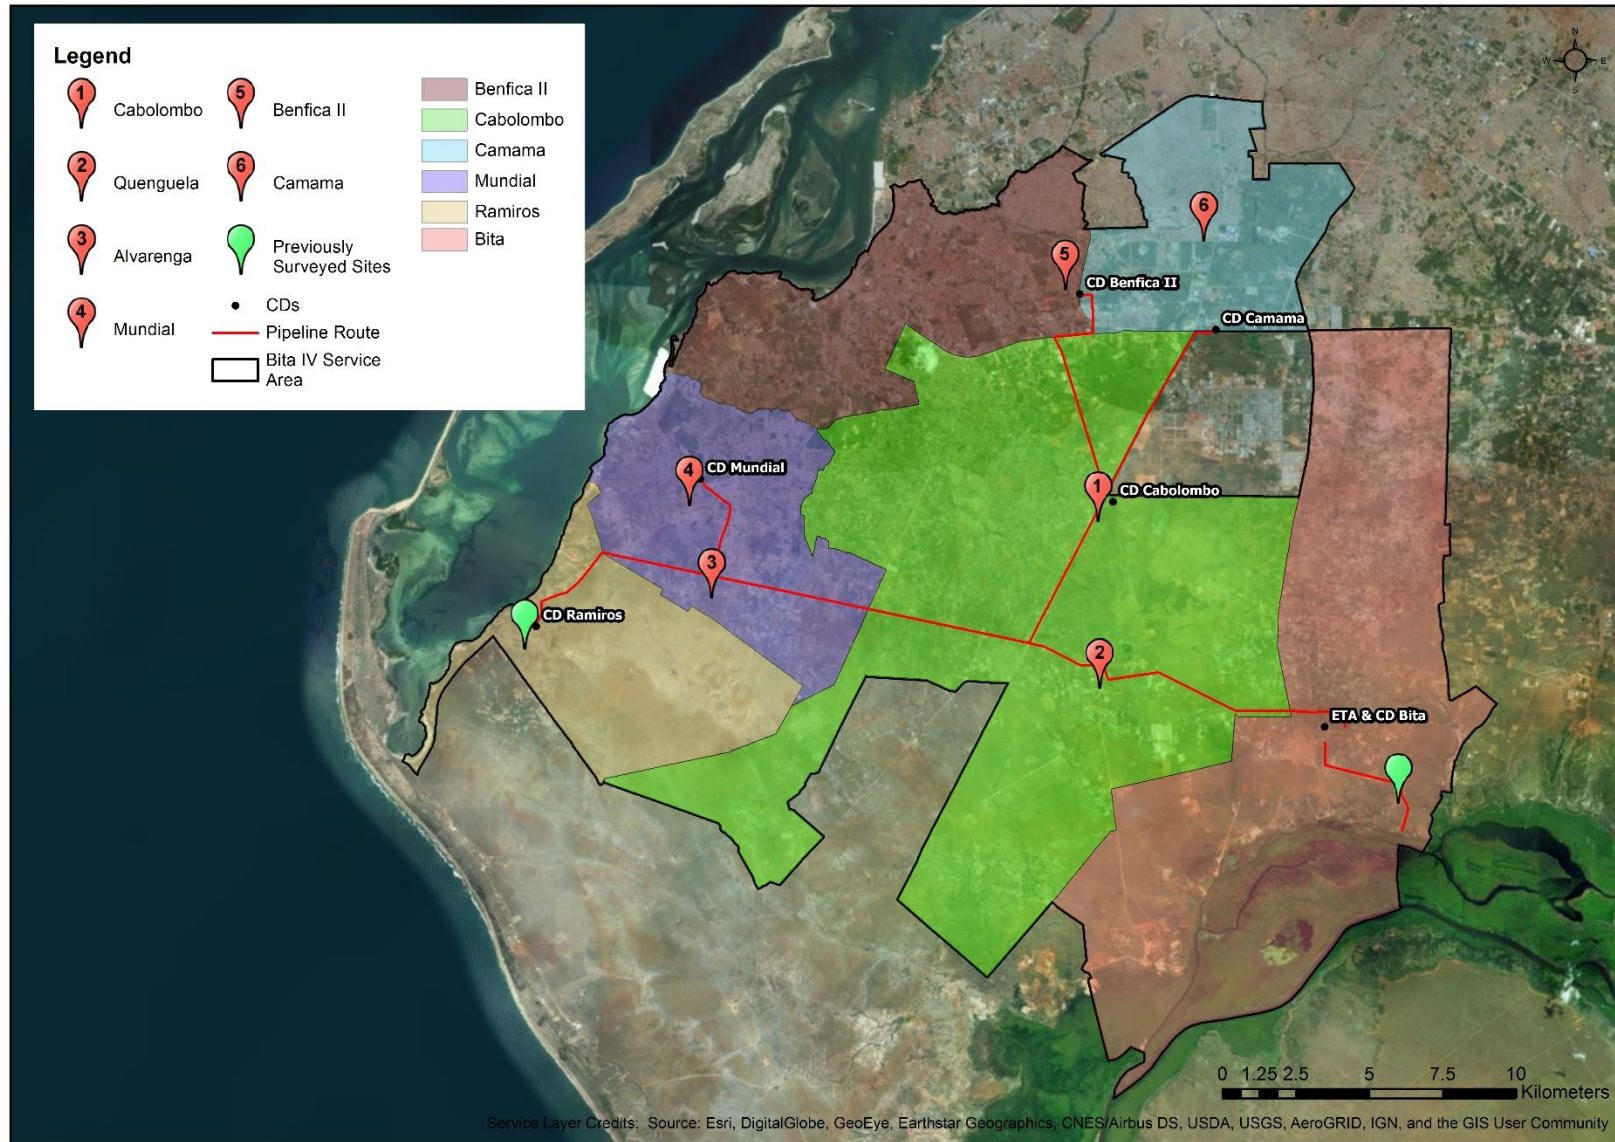 Legend
1 Cabolombo
2 Quenguela
3 Alvarenga
4 Mundial
5 Benfica II
6 Camama
Previously
Surveyed Sites
CDs
Pipeline Route
Bita IV Service
Area
Benfica II
Cabolombo
Camama
Mundial
Ramiros
Bita
N
W E
S
6
5
CD Benfica II
CD Camama
4
CD Mundial
1
CD Cabolombo
3
CD Ramiros
2
ETA & CD Bita
0 1.25 2.5 5 7.5 10
Kilometers
Service Layer Credits: Source: Esri, DigitalGlobe, GeoEye, Earthstar Geographics, CNES/Airbus DS, USDA, USGS, AeroGRID, IGN, and the GIS User Community